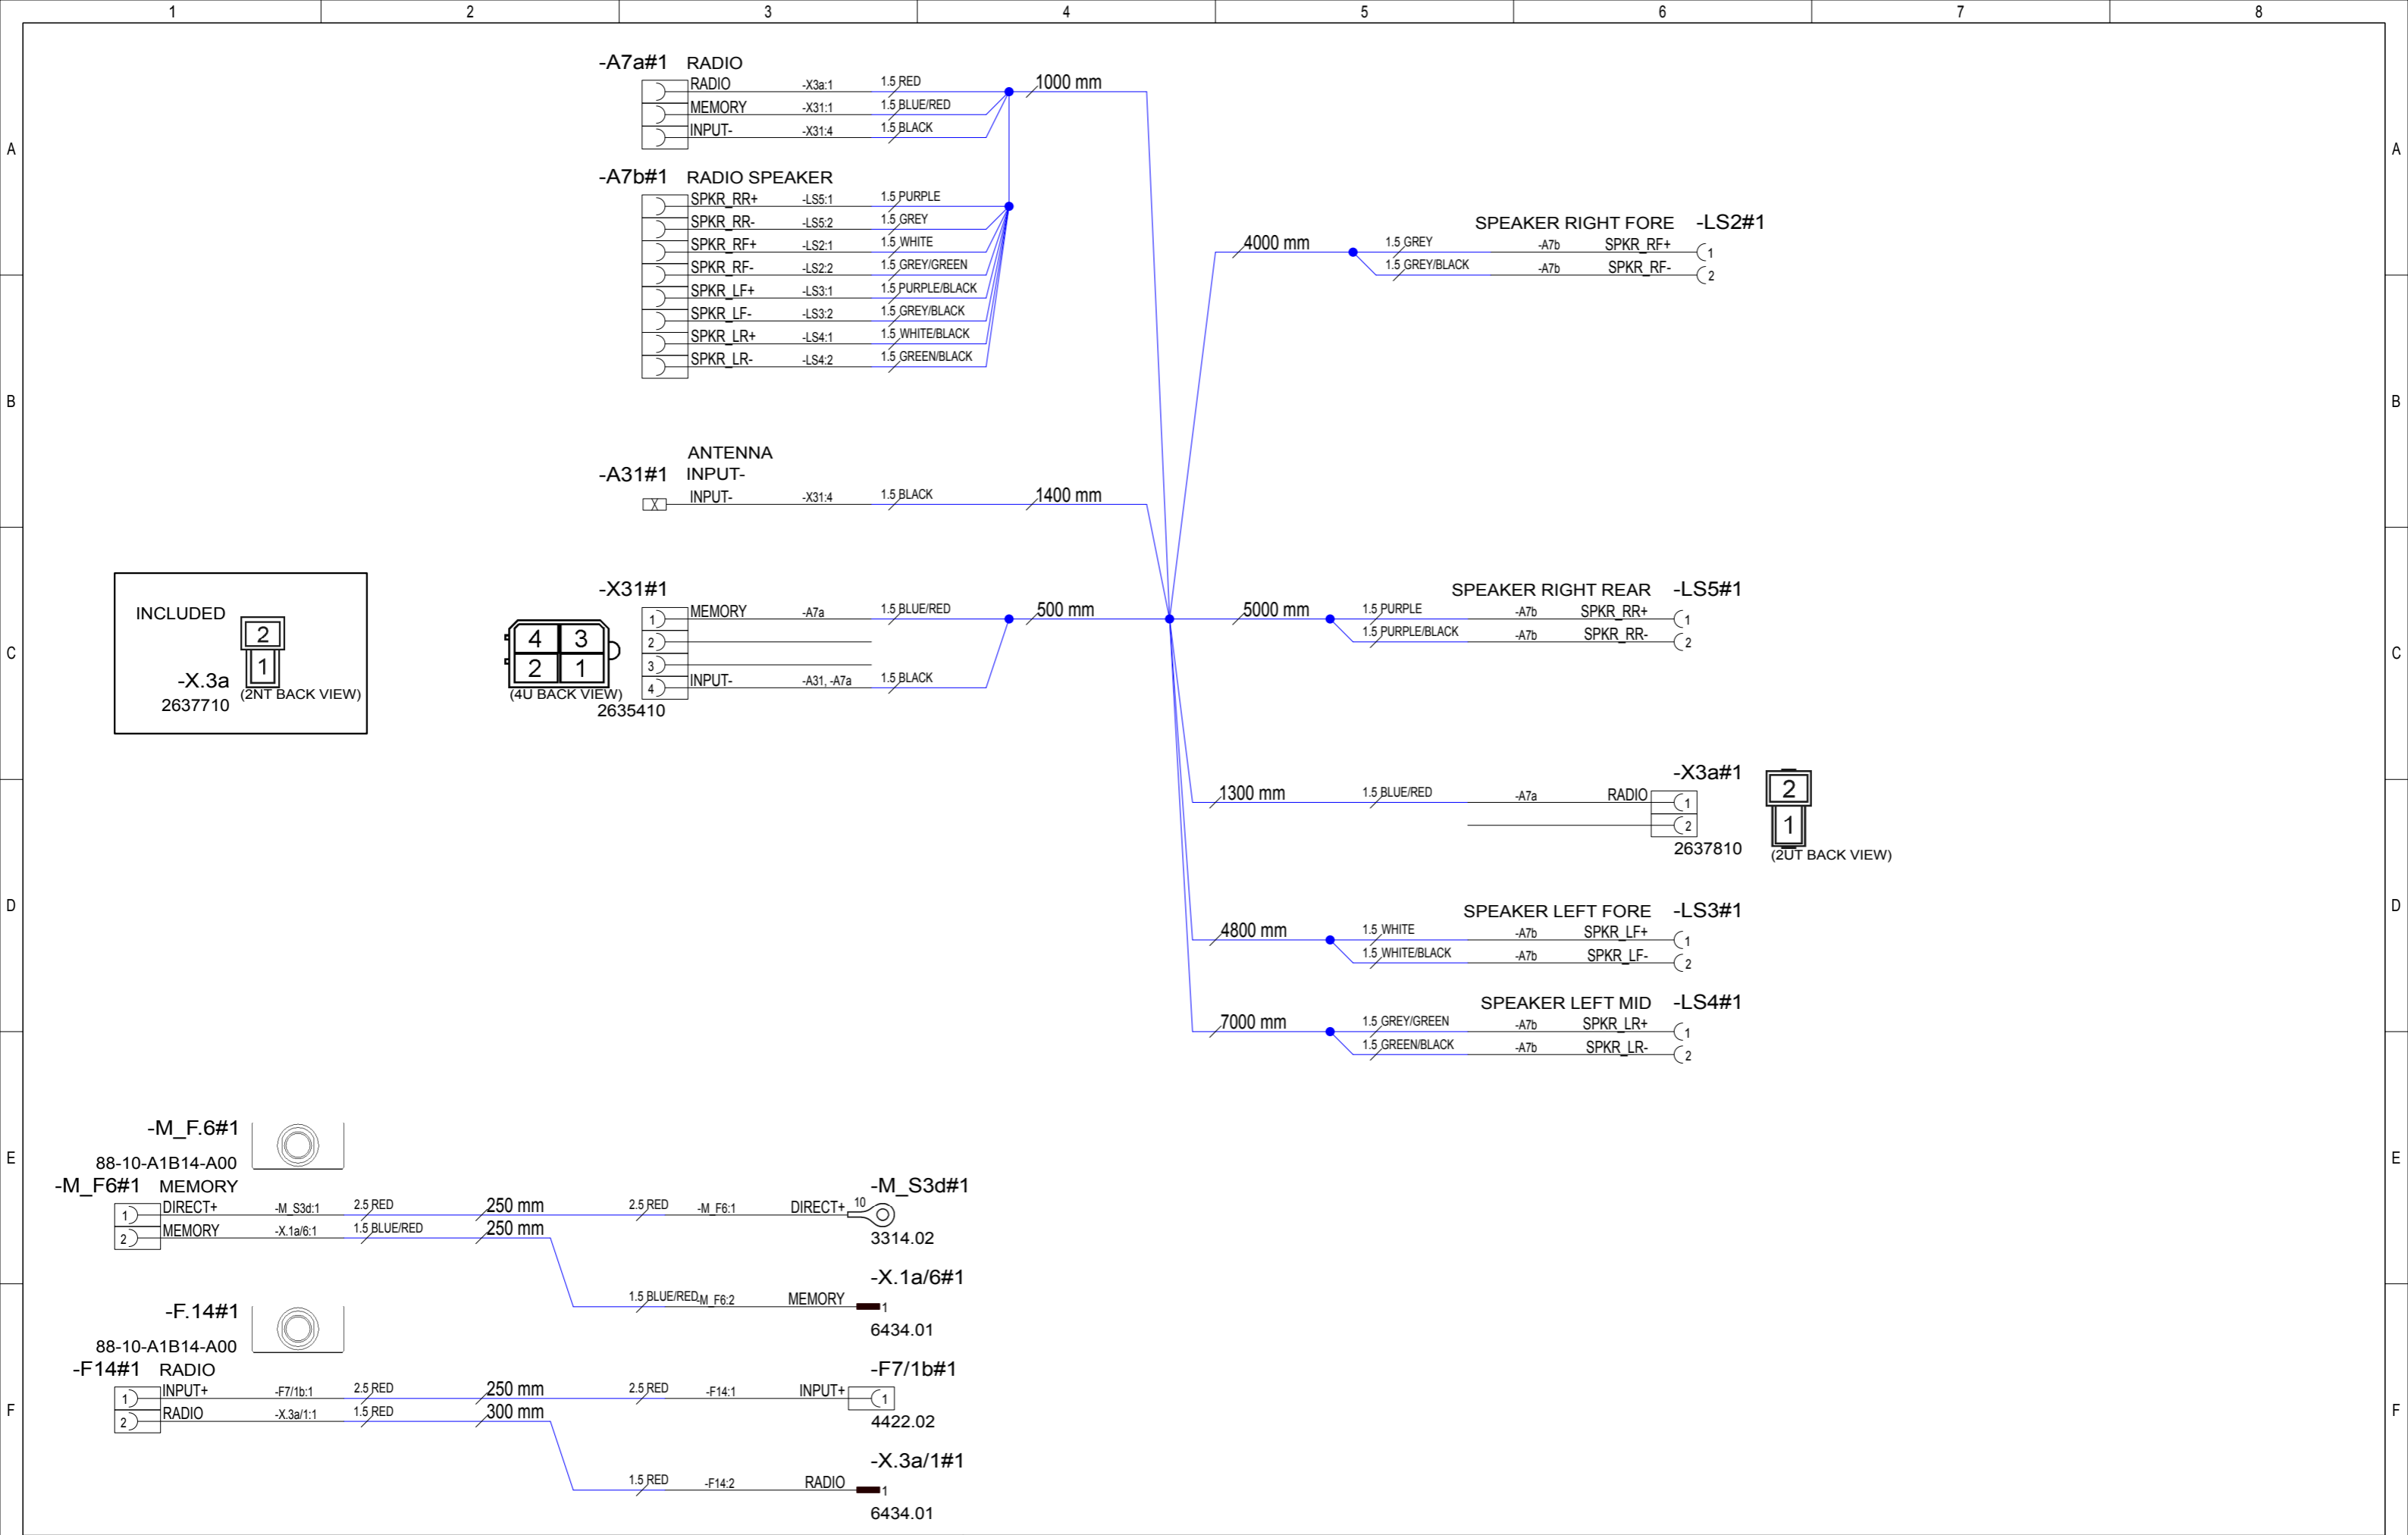 1 2 3 4 5 6 7 8
A A
B B
C C
D D
E E
F F
-A7a#1 RADIO
RADIO -X3a:1 1.5 RED 1000 mm
MEMORY -X31:1 1.5 BLUE/RED
INPUT- -X31:4 1.5 BLACK
-A7b#1 RADIO SPEAKER
SPKR_RR+ -LS5:1 1.5 PURPLE
SPKR_RR- -LS5:2 1.5 GREY
SPKR_RF+ -LS2:1 1.5 WHITE
SPKR_RF- -LS2:2 1.5 GREY/GREEN
SPKR_LF+ -LS3:1 1.5 PURPLE/BLACK
SPKR_LF- -LS3:2 1.5 GREY/BLACK
SPKR_LR+ -LS4:1 1.5 WHITE/BLACK
SPKR_LR- -LS4:2 1.5 GREEN/BLACK
SPEAKER RIGHT FORE -LS2#1
4000 mm 1.5 GREY -A7b SPKR_RF+ 1
1.5 GREY/BLACK -A7b SPKR_RF- 2
ANTENNA
-A31#1 INPUT-
INPUT- -X31:4 1.5 BLACK 1400 mm
INCLUDED
2
1
-X.3a (2NT BACK VIEW)
2637710
-X31#1
4 3
2 1
(4U BACK VIEW)
1 MEMORY -A7a 1.5 BLUE/RED 500 mm
2
3
4 INPUT- -A31, -A7a 1.5 BLACK
2635410
SPEAKER RIGHT REAR -LS5#1
5000 mm 1.5 PURPLE -A7b SPKR_RR+ 1
1.5 PURPLE/BLACK -A7b SPKR_RR- 2
-X3a#1
1300 mm 1.5 BLUE/RED -A7a RADIO 1
2
2637810
2
1
(2UT BACK VIEW)
SPEAKER LEFT FORE -LS3#1
4800 mm 1.5 WHITE -A7b SPKR_LF+ 1
1.5 WHITE/BLACK -A7b SPKR_LF- 2
SPEAKER LEFT MID -LS4#1
7000 mm 1.5 GREY/GREEN -A7b SPKR_LR+ 1
1.5 GREEN/BLACK -A7b SPKR_LR- 2
-M_F.6#1
88-10-A1B14-A00
-M_F6#1 MEMORY -M_S3d#1
1 DIRECT+ -M_S3d:1 2.5 RED 250 mm 2.5 RED -M_F6:1 DIRECT+ 10
2 MEMORY -X.1a/6:1 1.5 BLUE/RED 250 mm
3314.02
-X.1a/6#1
1.5 BLUE/RED -M_F6:2 MEMORY 1
6434.01
-F.14#1
88-10-A1B14-A00
-F14#1 RADIO -F7/1b#1
1 INPUT+ -F7/1b:1 2.5 RED 250 mm 2.5 RED -F14:1 INPUT+ 1
2 RADIO -X.3a/1:1 1.5 RED 300 mm
4422.02
-X.3a/1#1
1.5 RED -F14:2 RADIO 1
6434.01